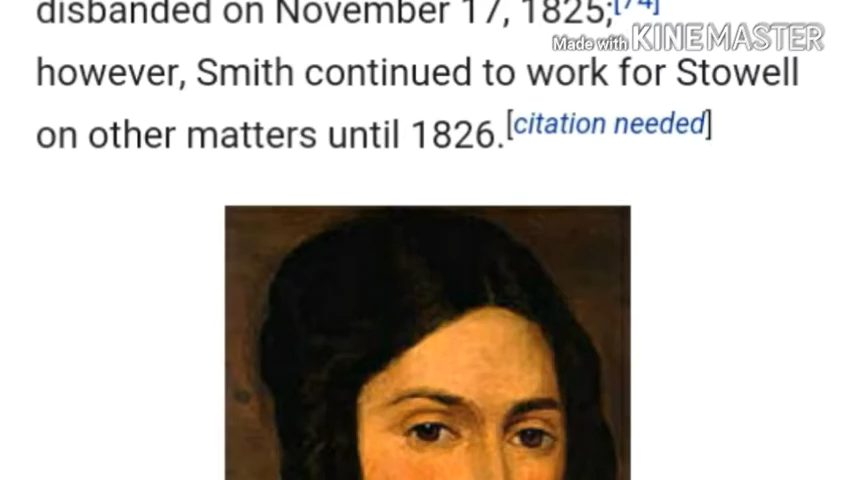 disbanded on November 17, 1825;[74]
Made with KINEMASTER
however, Smith continued to work for Stowell
on other matters until 1826.[citation needed]